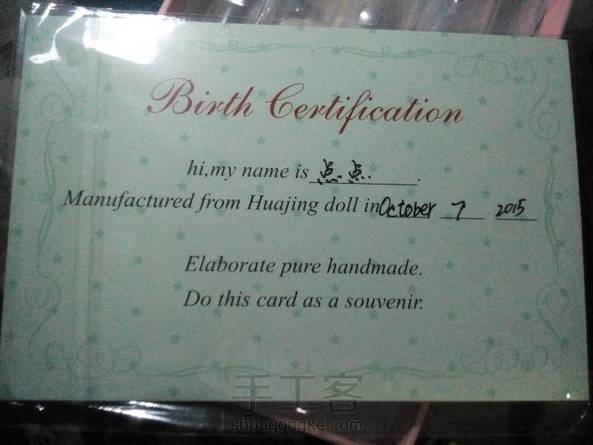 Birth Certification
hi,my name is 点点.
Manufactured from Huajing doll in October 7 2015
Elaborate pure handmade.
Do this card as a souvenir.
手工客
shougongke.com